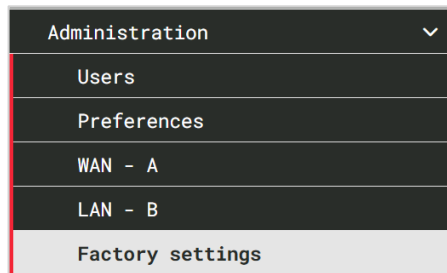 Administration
Users
Preferences
WAN - A
LAN - B
Factory settings